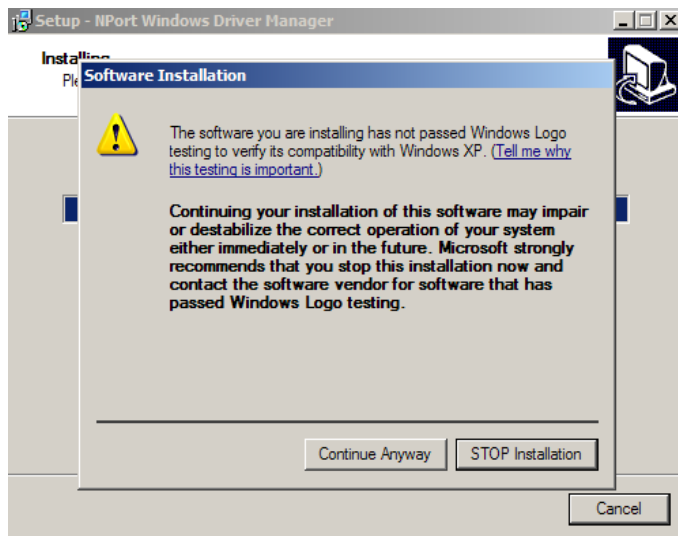 Setup - NPort Windows Driver Manager
Installing
Software Installation
The software you are installing has not passed Windows Logo
testing to verify its compatibility with Windows XP. (Tell me why
this testing is important.)
Continuing your installation of this software may impair
or destabilize the correct operation of your system
either immediately or in the future. Microsoft strongly
recommends that you stop this installation now and
contact the software vendor for software that has
passed Windows Logo testing.
Continue Anyway STOP Installation
Cancel